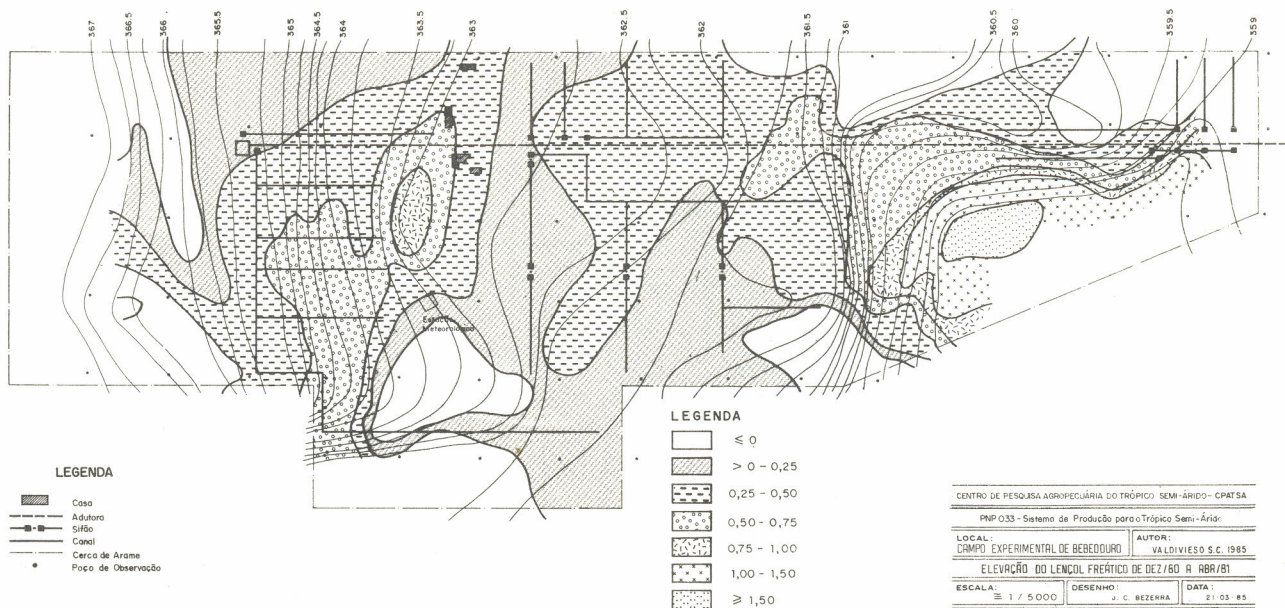 367 366.5 366 365.5 365 364.5 364 363.5 363 362.5 362 361.5 361 360.5 360 359.5 359
Estação
Meteorológica
LEGENDA
Casa
Adutora
Sifão
Canal
Cerca de Arame
Poço de Observação
LEGENDA
≤ 0
> 0 - 0,25
0,25 - 0,50
0,50 - 0,75
0,75 - 1,00
1,00 - 1,50
≥ 1,50
CENTRO DE PESQUISA AGROPECUÁRIA DO TRÓPICO SEMI-ÁRIDO - CPATSA
PNP 033 - Sistema de Produção para o Trópico Semi-Árido
LOCAL: AUTOR:
CAMPO EXPERIMENTAL DE BEBEDOURO VALDIVIESO S.C. 1985
ELEVAÇÃO DO LENÇOL FREÁTICO DE DEZ/80 A ABR/81
ESCALA: DESENHO: DATA:
≅ 1 / 5000 J. C. BEZERRA 21-03-85